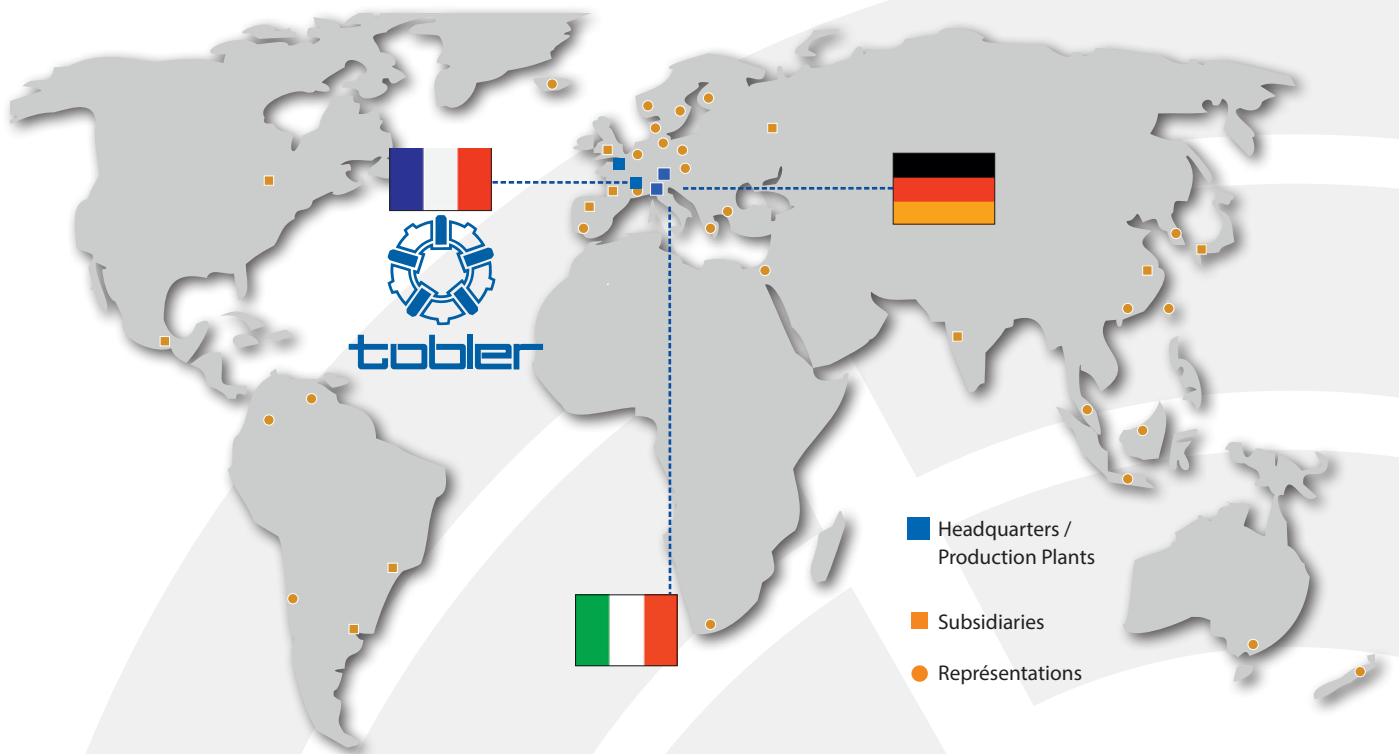 tobler
Headquarters /
Production Plants
Subsidiaries
Représentations